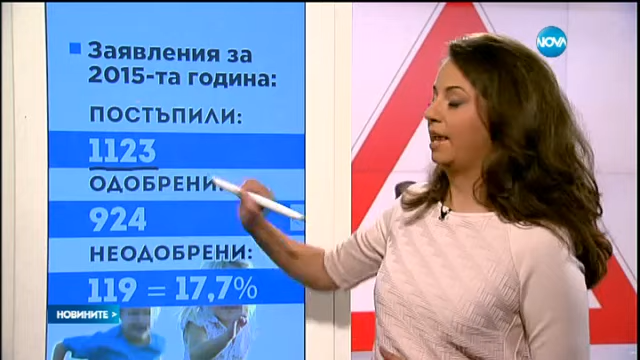 Заявления за
2015-та година:
ПОСТЪПИЛИ:
1123
ОДОБРЕНИ:
924
НЕОДОБРЕНИ:
119 = 17,7%
НОВИНИТЕ >
NOVA